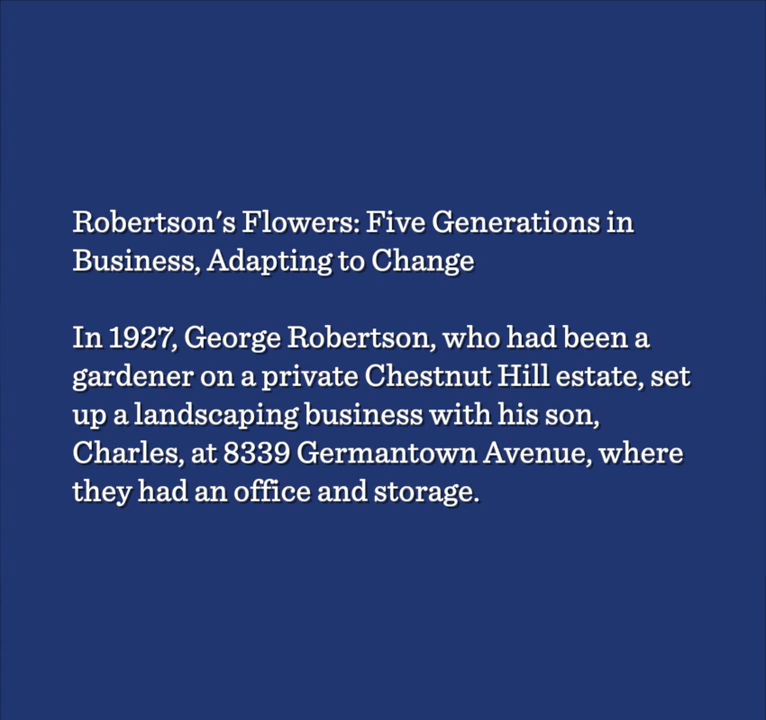 Robertson's Flowers: Five Generations in
Business, Adapting to Change
In 1927, George Robertson, who had been a
gardener on a private Chestnut Hill estate, set
up a landscaping business with his son,
Charles, at 8339 Germantown Avenue, where
they had an office and storage.